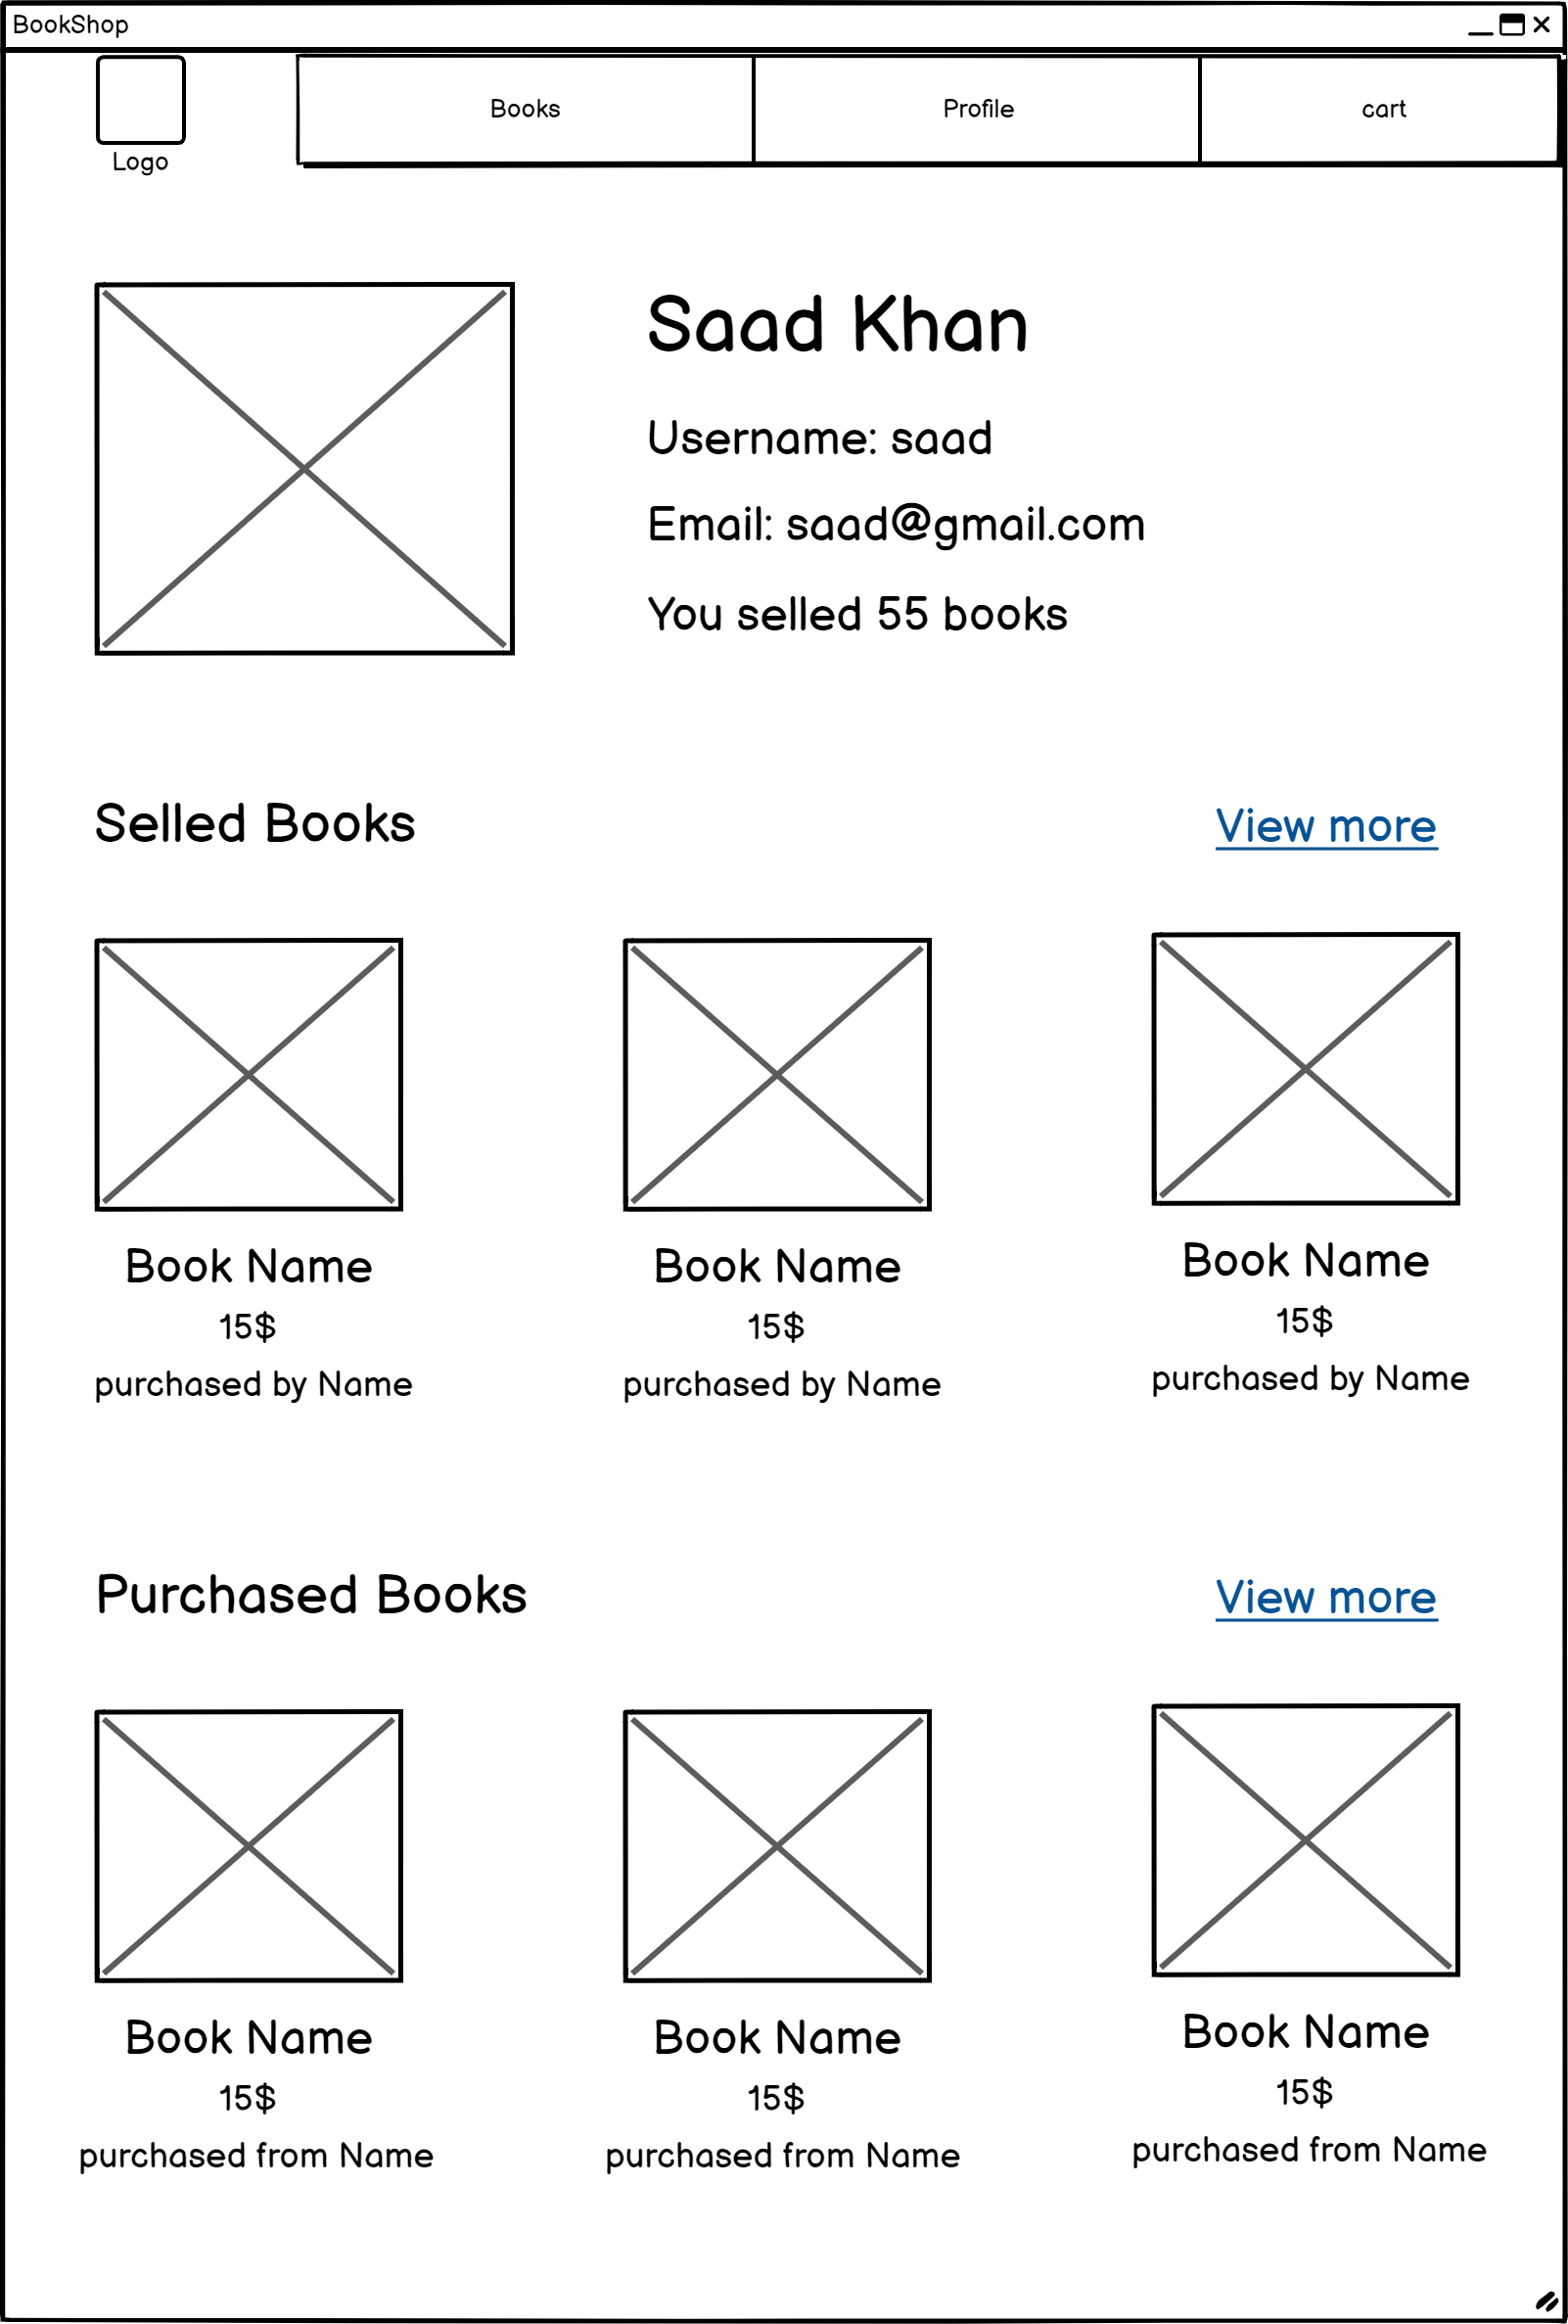 BookShop
Logo
Books
Profile
cart
Saad Khan
Username: saad
Email: saad@gmail.com
You selled 55 books
Selled Books
View more
Book Name
15$
purchased by Name
Book Name
15$
purchased by Name
Book Name
15$
purchased by Name
Purchased Books
View more
Book Name
15$
purchased from Name
Book Name
15$
purchased from Name
Book Name
15$
purchased from Name